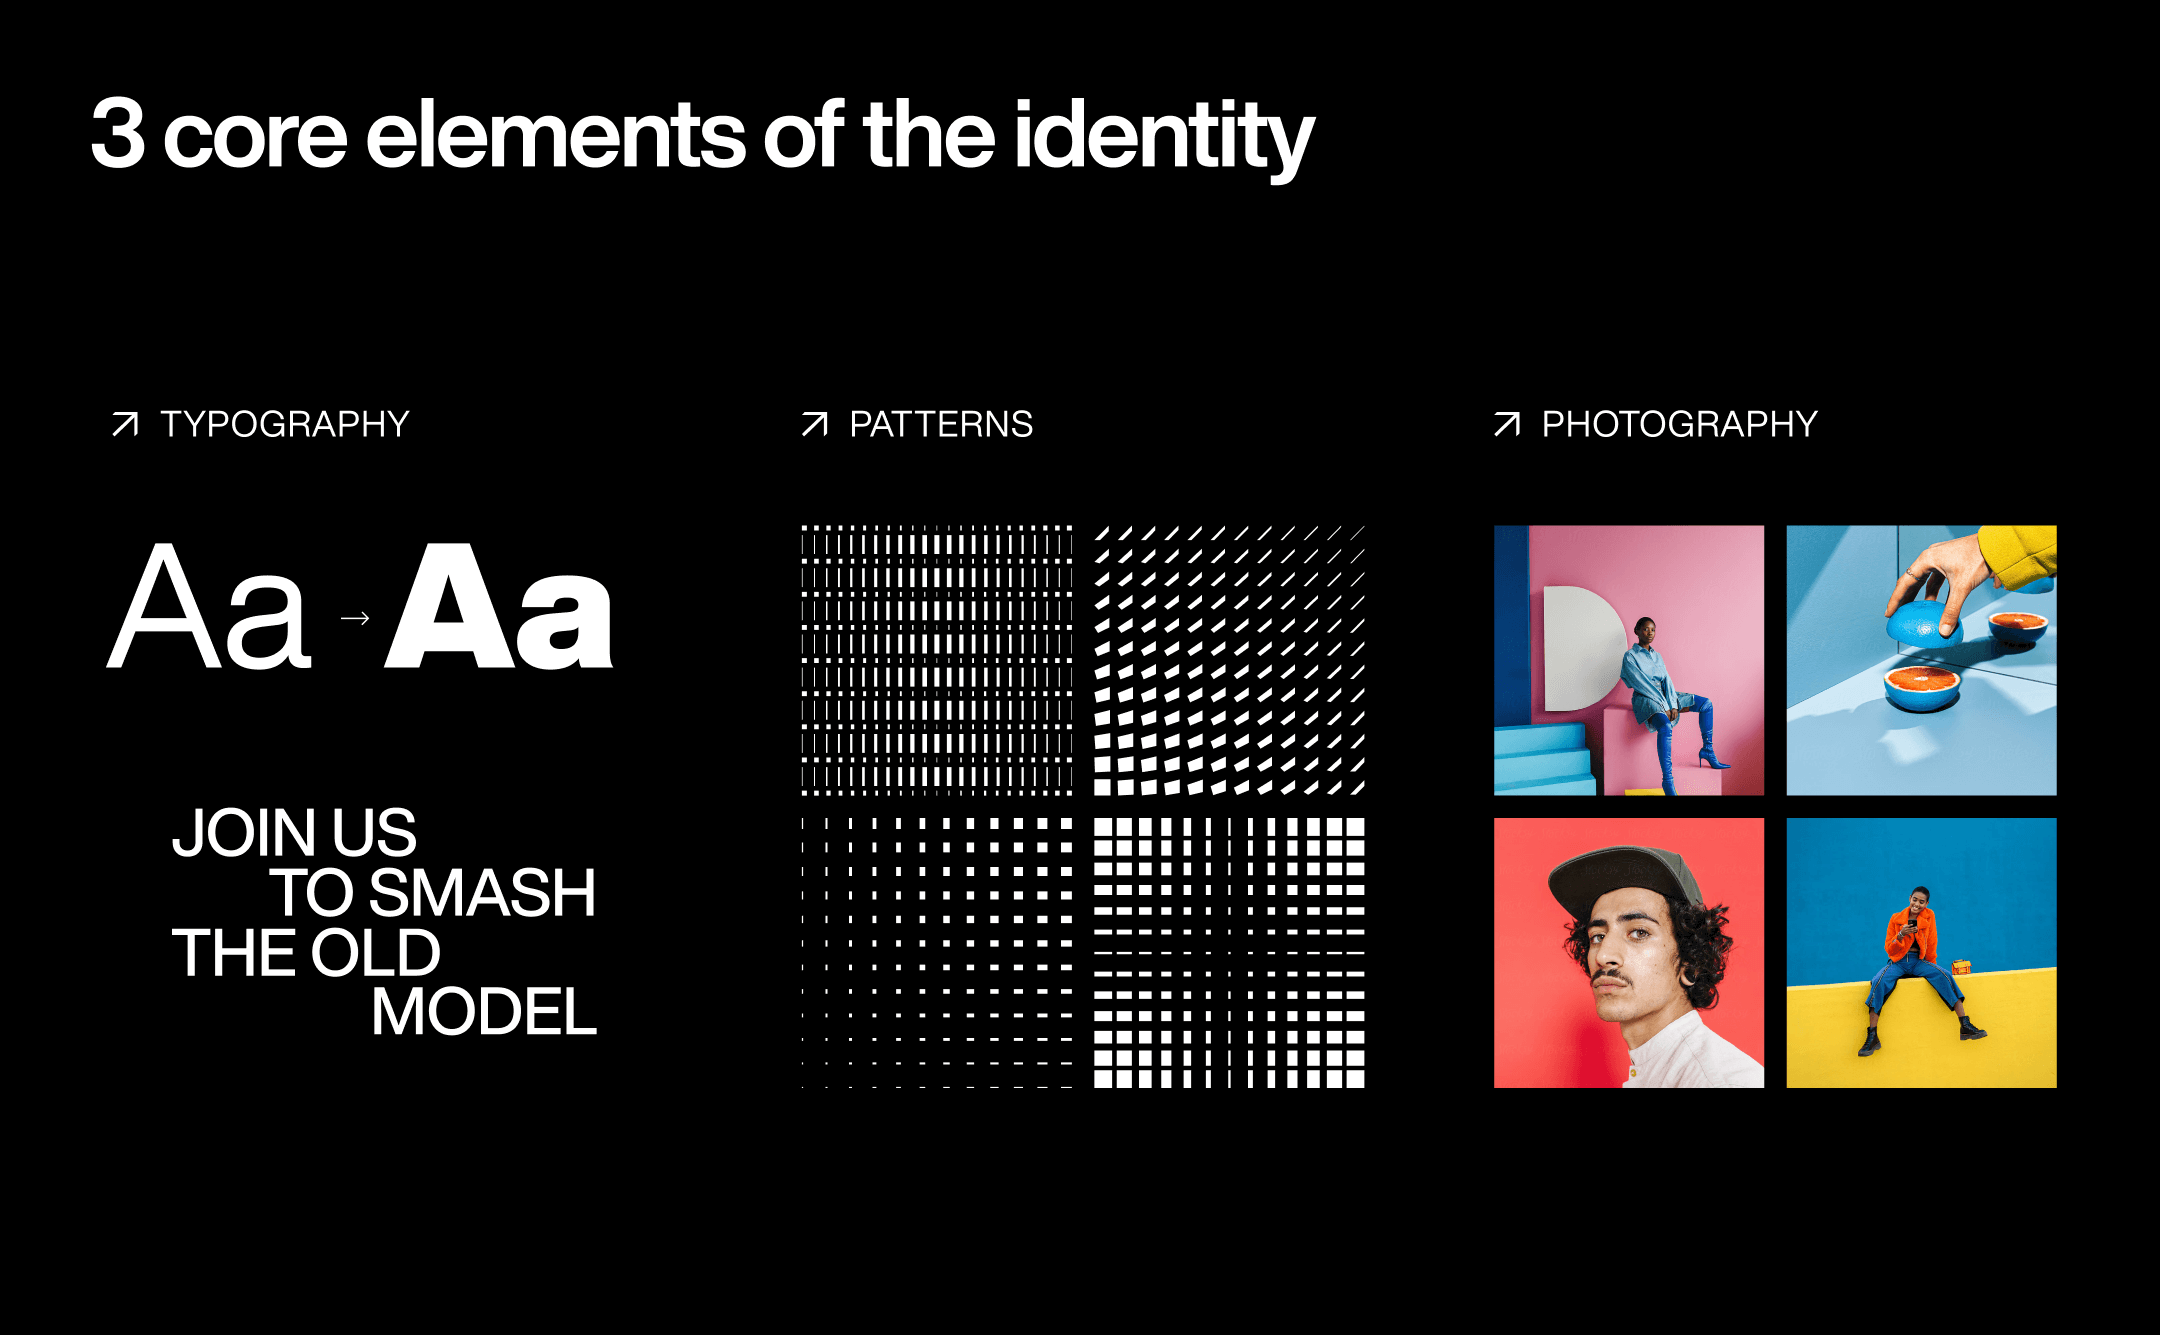 3 core elements of the identity
TYPOGRAPHY
Aa → Aa
JOIN US
TO SMASH
THE OLD
MODEL
PATTERNS
PHOTOGRAPHY